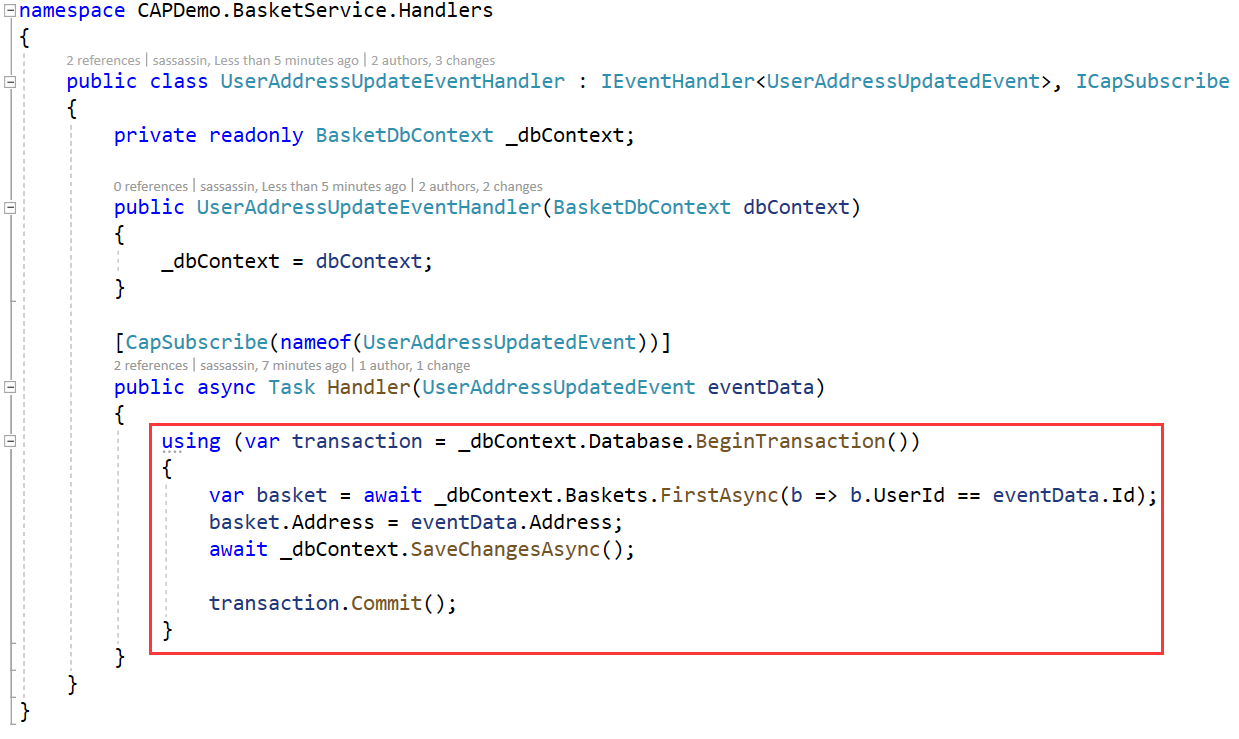 namespace CAPDemo.BasketService.Handlers
{
2 references | sassassin, Less than 5 minutes ago | 2 authors, 3 changes
public class UserAddressUpdateEventHandler : IEventHandler<UserAddressUpdatedEvent>, ICapSubscribe
{
private readonly BasketDbContext _dbContext;
0 references | sassassin, Less than 5 minutes ago | 2 authors, 2 changes
public UserAddressUpdateEventHandler(BasketDbContext dbContext)
{
_dbContext = dbContext;
}
[CapSubscribe(nameof(UserAddressUpdatedEvent))]
2 references | sassassin, 7 minutes ago | 1 author, 1 change
public async Task Handler(UserAddressUpdatedEvent eventData)
{
using (var transaction = _dbContext.Database.BeginTransaction())
{
var basket = await _dbContext.Baskets.FirstAsync(b => b.UserId == eventData.Id);
basket.Address = eventData.Address;
await _dbContext.SaveChangesAsync();
transaction.Commit();
}
}
}
}